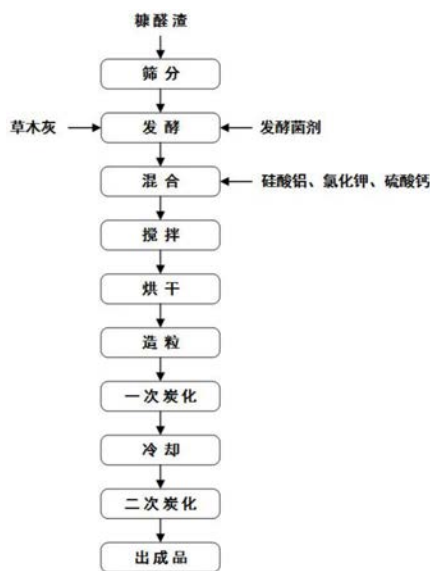 糠醛渣
筛分
草木灰
发酵
发酵菌剂
混合
硅酸铝、氯化钾、硫酸钙
搅拌
烘干
造粒
一次炭化
冷却
二次炭化
出成品